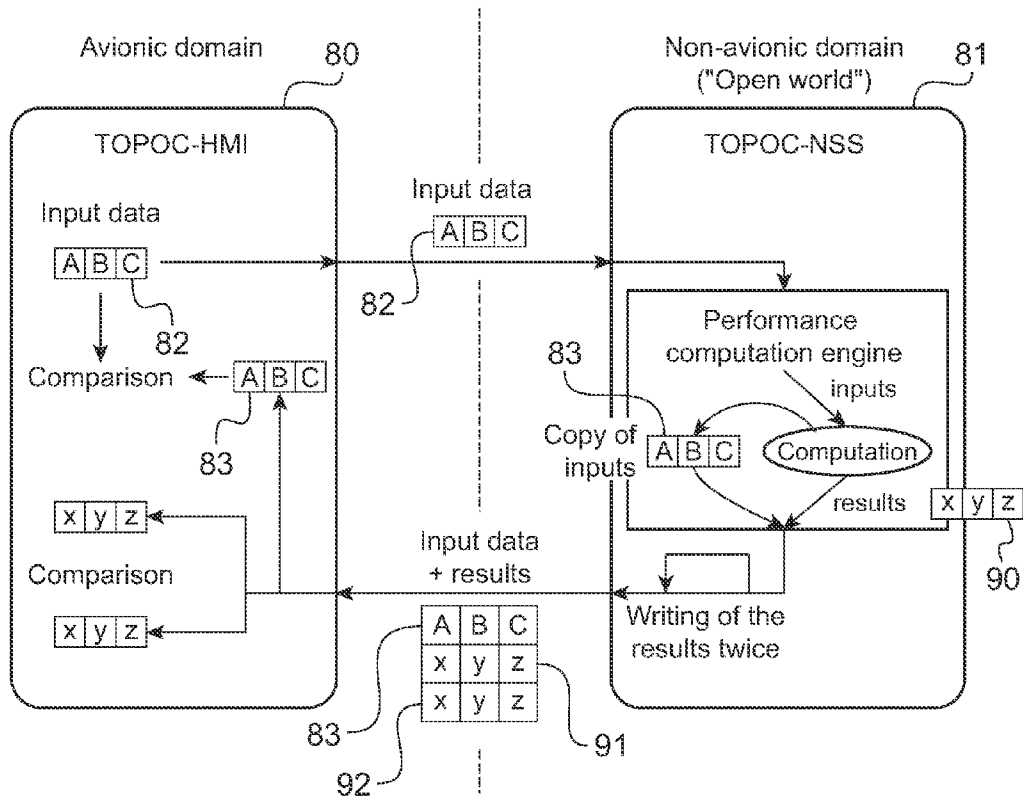 Avionic domain
80
Non-avionic domain
("Open world")
81
TOPOC-HMI
TOPOC-NSS
Input data
A B C
82
Input data
A B C
82
Comparison
A B C
83
Performance
computation engine
inputs
83
Copy of
inputs
A B C
Computation
results
x y z
90
x y z
Comparison
x y z
Input data
+ results
Writing of the
results twice
A B C
x y z
x y z
83
91
92